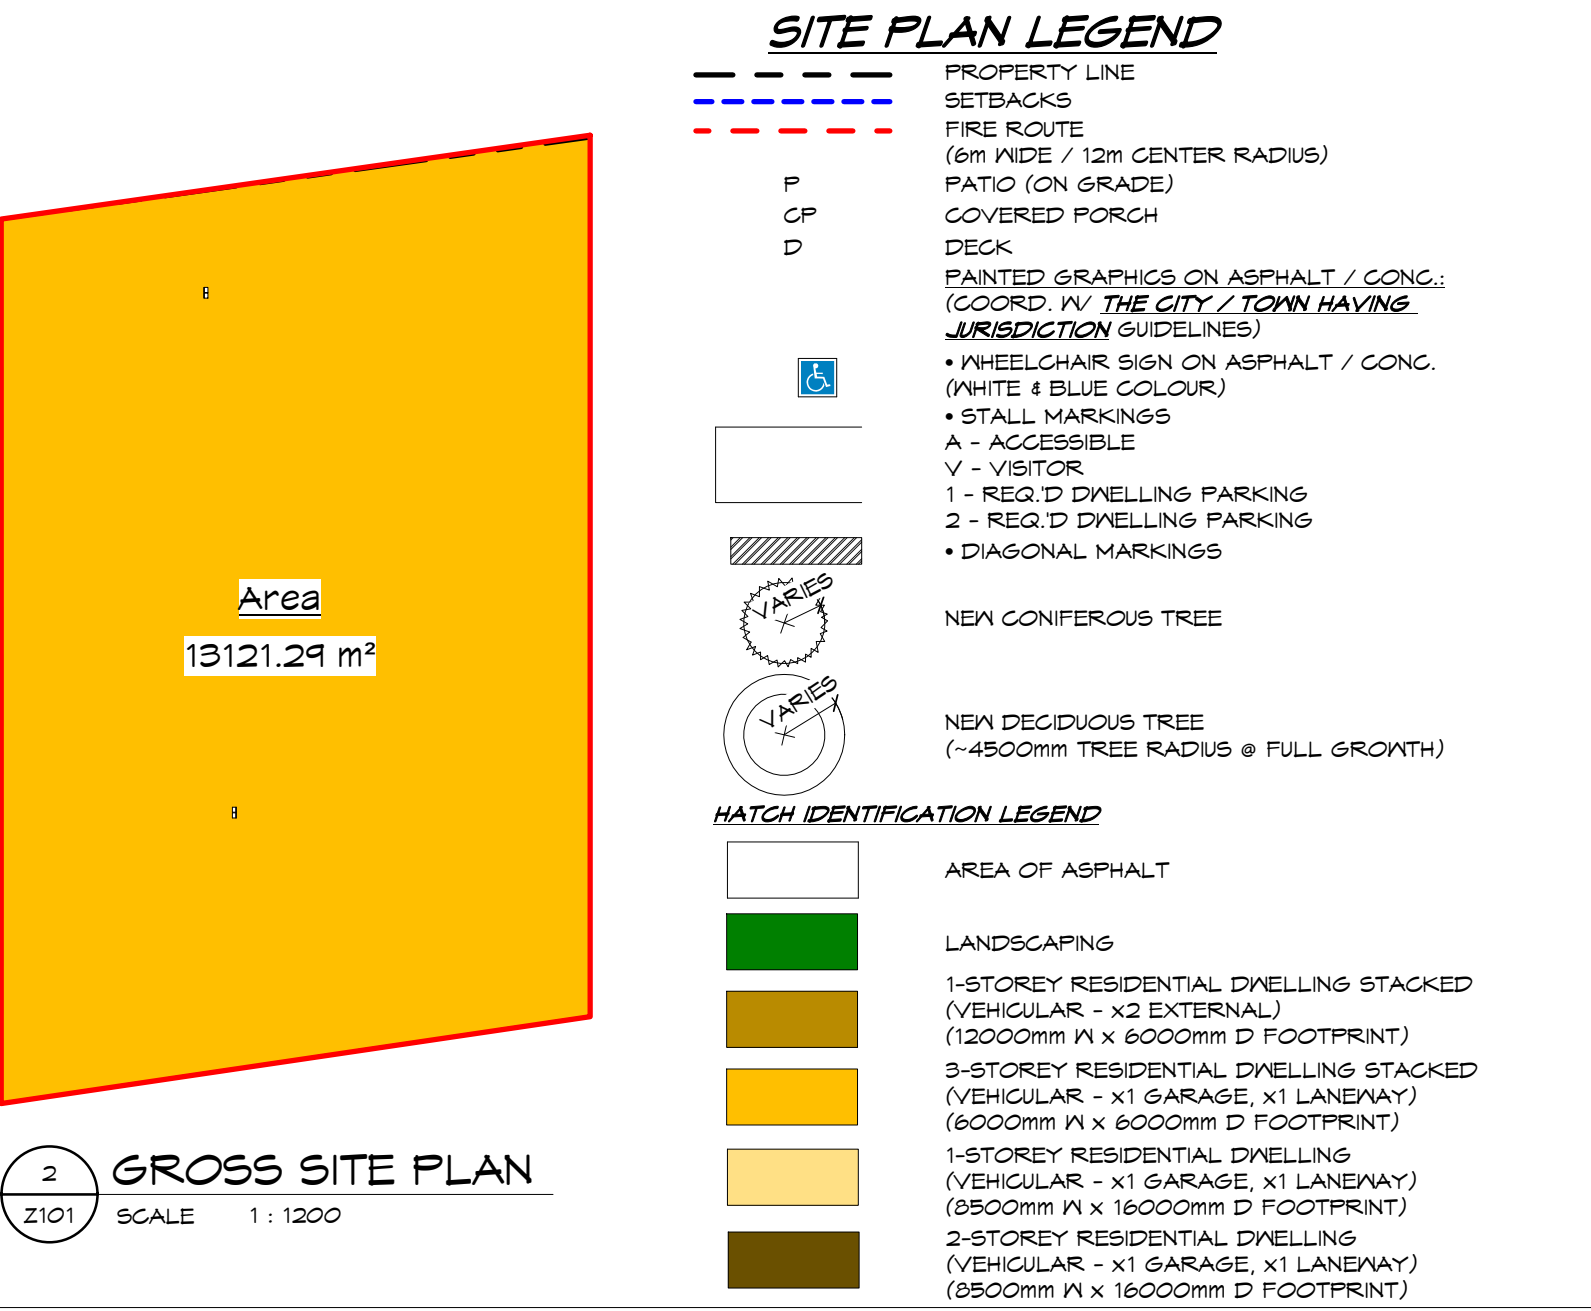 SITE PLAN LEGEND
PROPERTY LINE
SETBACKS
FIRE ROUTE
(6m WIDE / 12m CENTER RADIUS)
P PATIO (ON GRADE)
CP COVERED PORCH
D DECK
PAINTED GRAPHICS ON ASPHALT / CONC.:
(COORD. W/ THE CITY / TOWN HAVING
JURISDICTION GUIDELINES)
• WHEELCHAIR SIGN ON ASPHALT / CONC.
(WHITE & BLUE COLOUR)
• STALL MARKINGS
A - ACCESSIBLE
V - VISITOR
1 - REQ.'D DWELLING PARKING
2 - REQ.'D DWELLING PARKING
• DIAGONAL MARKINGS
VARIES
NEW CONIFEROUS TREE
VARIES
NEW DECIDUOUS TREE
(~4500mm TREE RADIUS @ FULL GROWTH)
HATCH IDENTIFICATION LEGEND
AREA OF ASPHALT
LANDSCAPING
1-STOREY RESIDENTIAL DWELLING STACKED
(VEHICULAR - x2 EXTERNAL)
(12000mm W x 6000mm D FOOTPRINT)
3-STOREY RESIDENTIAL DWELLING STACKED
(VEHICULAR - x1 GARAGE, x1 LANEWAY)
(6000mm W x 6000mm D FOOTPRINT)
1-STOREY RESIDENTIAL DWELLING
(VEHICULAR - x1 GARAGE, x1 LANEWAY)
(8500mm W x 16000mm D FOOTPRINT)
2-STOREY RESIDENTIAL DWELLING
(VEHICULAR - x1 GARAGE, x1 LANEWAY)
(8500mm W x 16000mm D FOOTPRINT)
Area
13121.29 m²
2
Z101
GROSS SITE PLAN
SCALE 1 : 1200